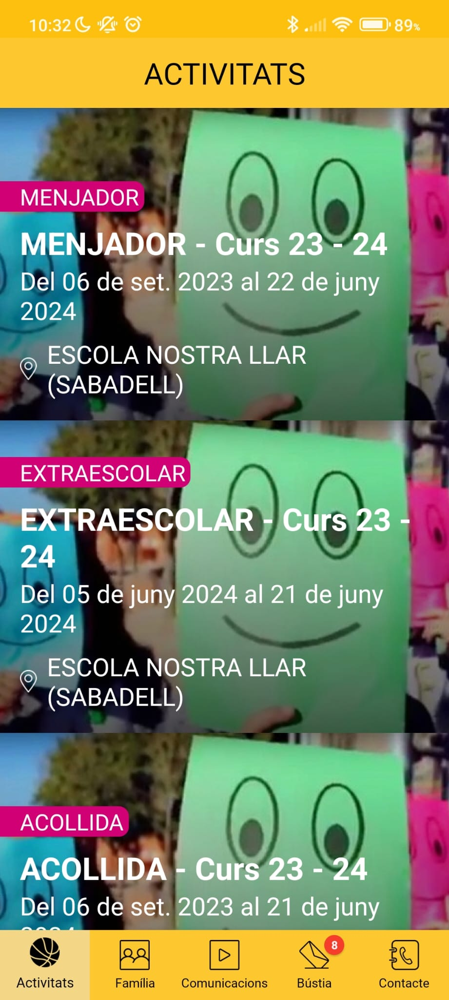 10:32
89%
ACTIVITATS
MENJADOR
MENJADOR - Curs 23 - 24
Del 06 de set. 2023 al 22 de juny
2024
ESCOLA NOSTRA LLAR
(SABADELL)
EXTRAESCOLAR
EXTRAESCOLAR - Curs 23 -
24
Del 05 de juny 2024 al 21 de juny
2024
ESCOLA NOSTRA LLAR
(SABADELL)
ACOLLIDA
ACOLLIDA - Curs 23 - 24
Del 06 de set. 2023 al 21 de juny
8
Activitats
Família
Comunicacions
Bústia
Contacte